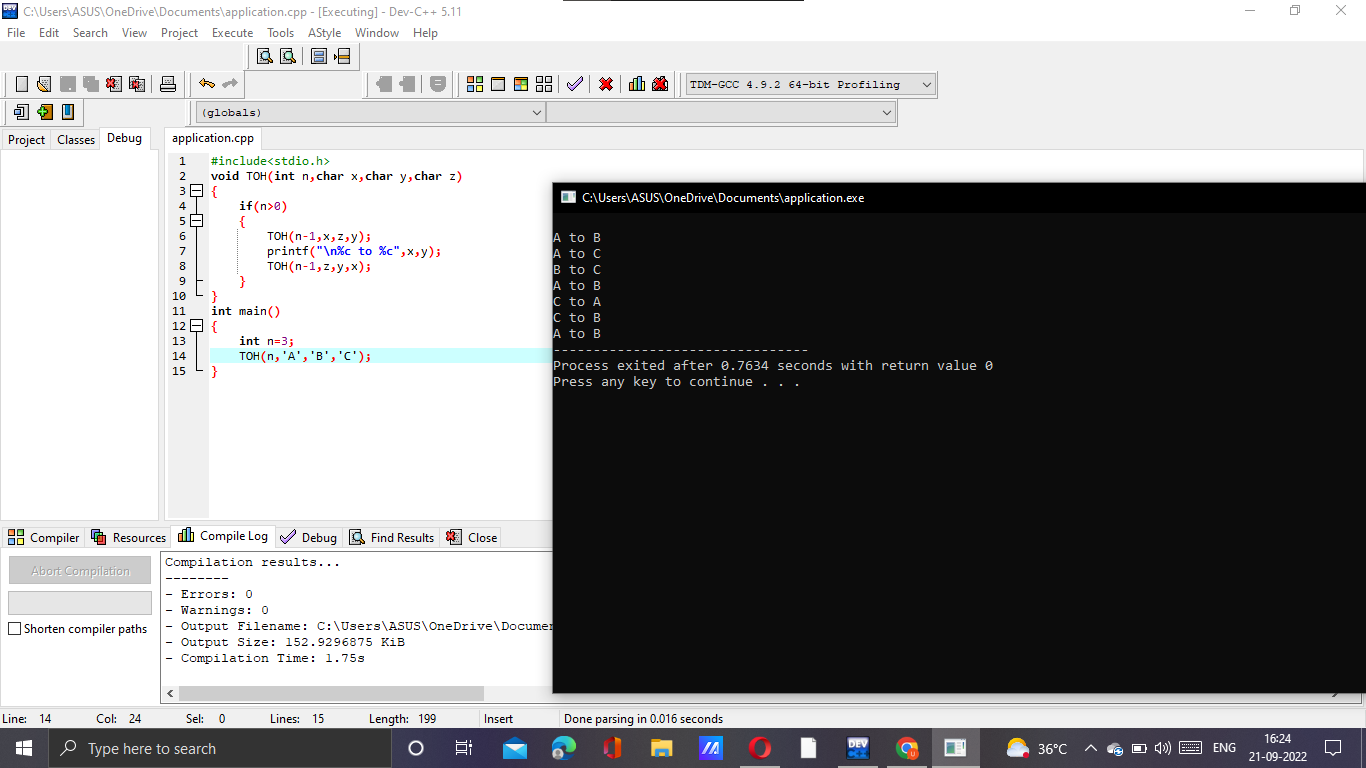 C:\Users\ASUS\OneDrive\Documents\application.cpp - [Executing] - Dev-C++ 5.11
File Edit Search View Project Execute Tools AStyle Window Help
TDM-GCC 4.9.2 64-bit Profiling
(globals)
Project Classes Debug
application.cpp
1 #include<stdio.h>
2 void TOH(int n,char x,char y,char z)
3 {
4 if(n>0)
5 {
6 TOH(n-1,x,z,y);
7 printf("\n%c to %c",x,y);
8 TOH(n-1,z,y,x);
9 }
10 }
11 int main()
12 {
13 int n=3;
14 TOH(n,'A','B','C');
15 }
C:\Users\ASUS\OneDrive\Documents\application.exe
A to B
A to C
B to C
A to B
C to A
C to B
A to B
--------------------------------
Process exited after 0.7634 seconds with return value 0
Press any key to continue . . .
Compiler Resources Compile Log Debug Find Results Close
Abort Compilation
Shorten compiler paths
Compilation results...
--------
- Errors: 0
- Warnings: 0
- Output Filename: C:\Users\ASUS\OneDrive\Documen
- Output Size: 152.9296875 KiB
- Compilation Time: 1.75s
Line: 14 Col: 24 Sel: 0 Lines: 15 Length: 199 Insert Done parsing in 0.016 seconds
Type here to search
DEV
36°C
ENG
16:24
21-09-2022